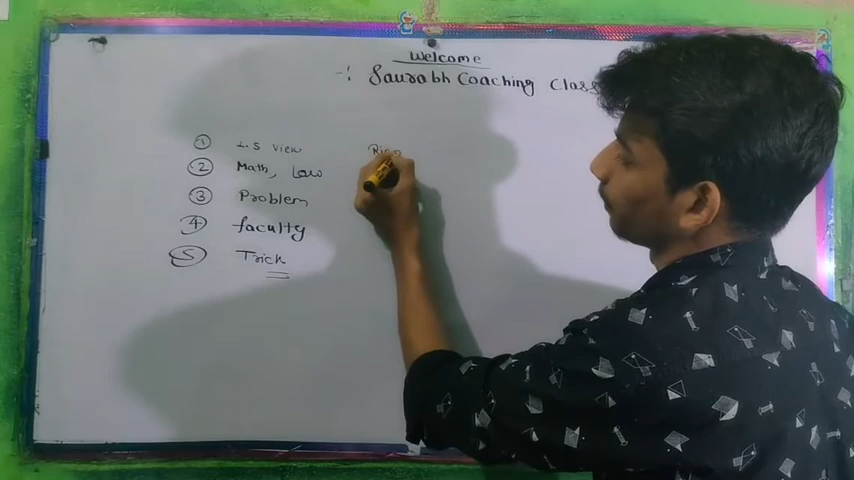 Welcome
-: Saurabh Coaching Class
① I.S View
② Math, Law
③ Problem
④ faculty
⑤ Trick